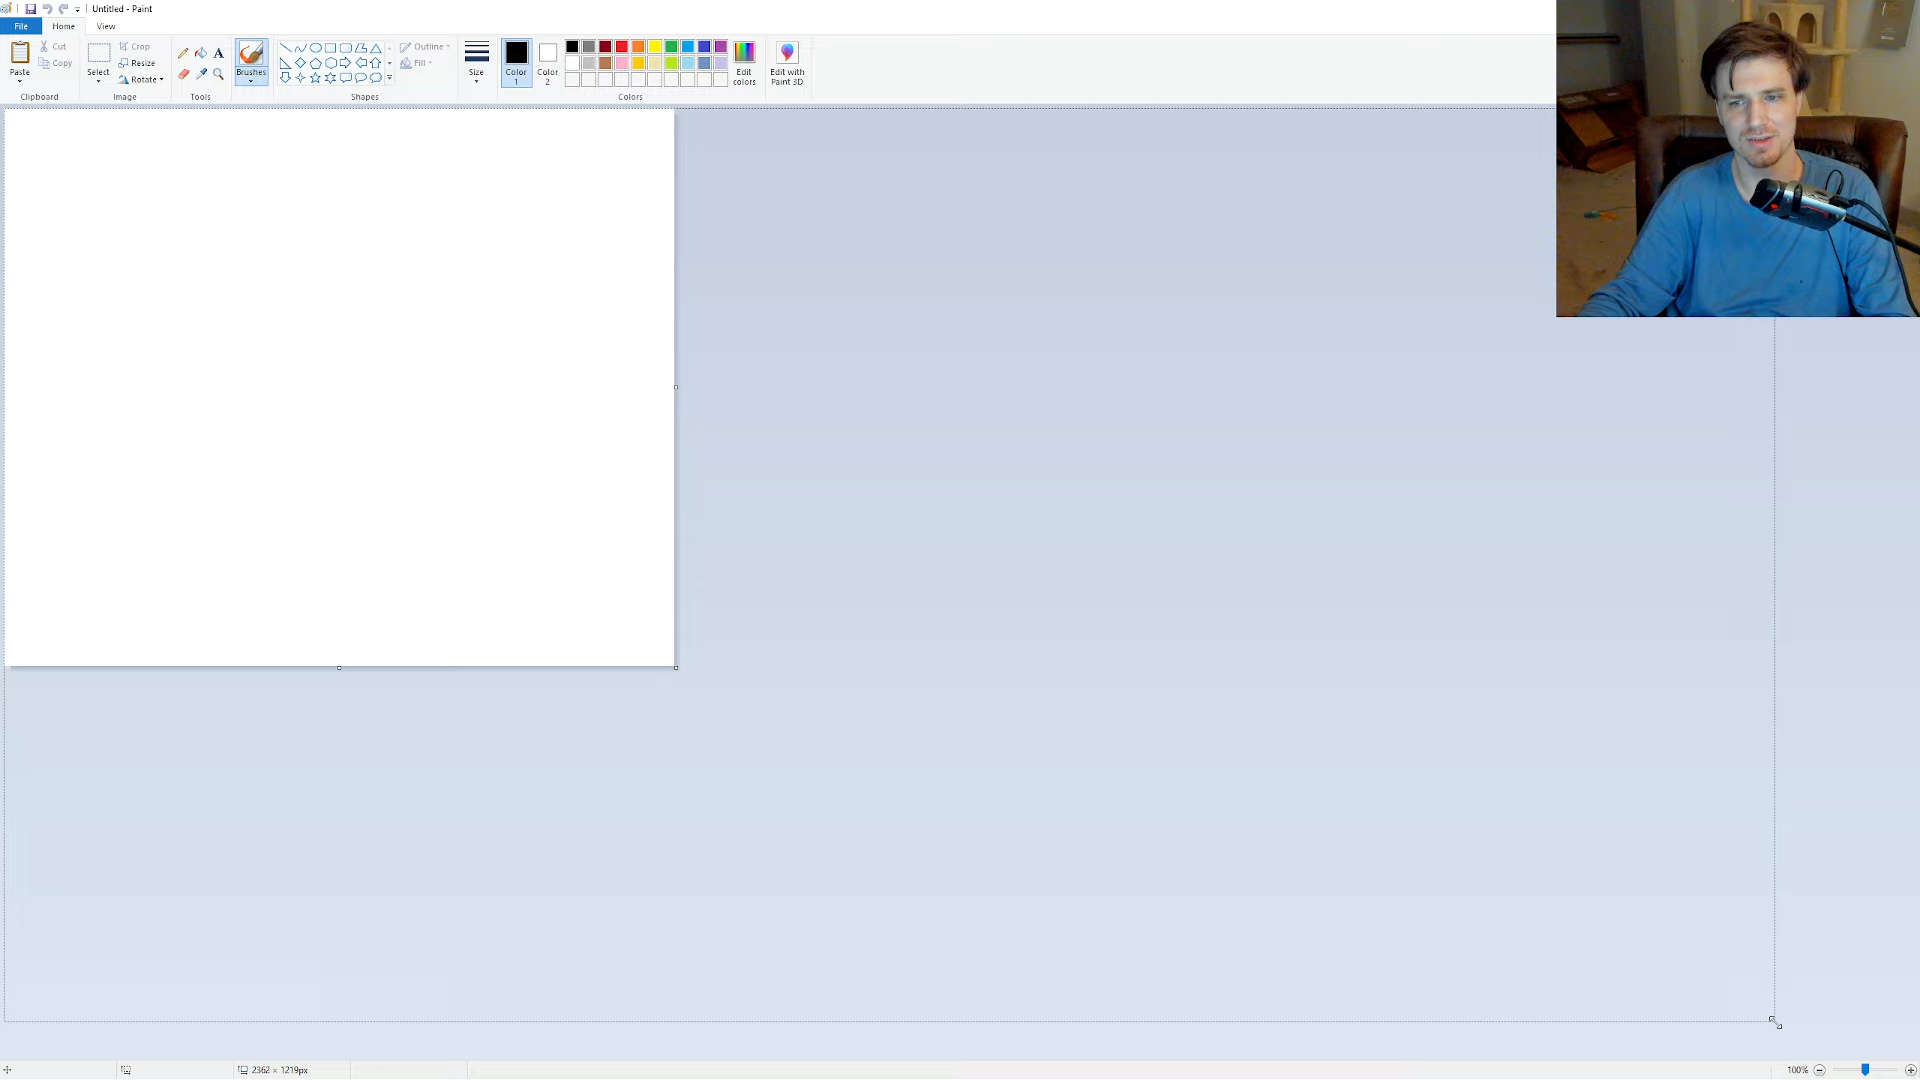 Untitled - Paint
File Home View
Paste
Cut
Copy
Clipboard
Select
Crop
Resize
Rotate
Image
A
Tools
Brushes
Outline
Fill
Shapes
Size
Color 1
Color 2
Edit colors
Colors
Edit with Paint 3D
2362 × 1219px
100%